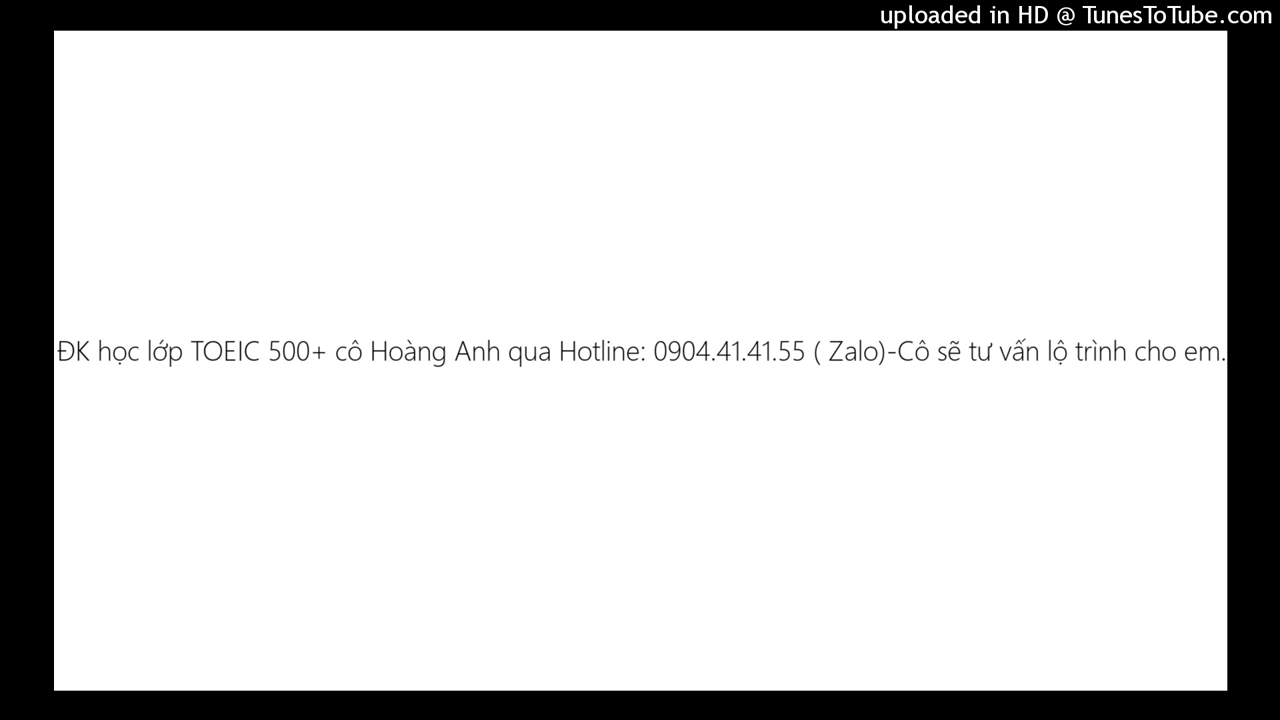 uploaded in HD @ TunesToTube.com
ĐK học lớp TOEIC 500+ cô Hoàng Anh qua Hotline: 0904.41.41.55 ( Zalo)-Cô sẽ tư vấn lộ trình cho em.